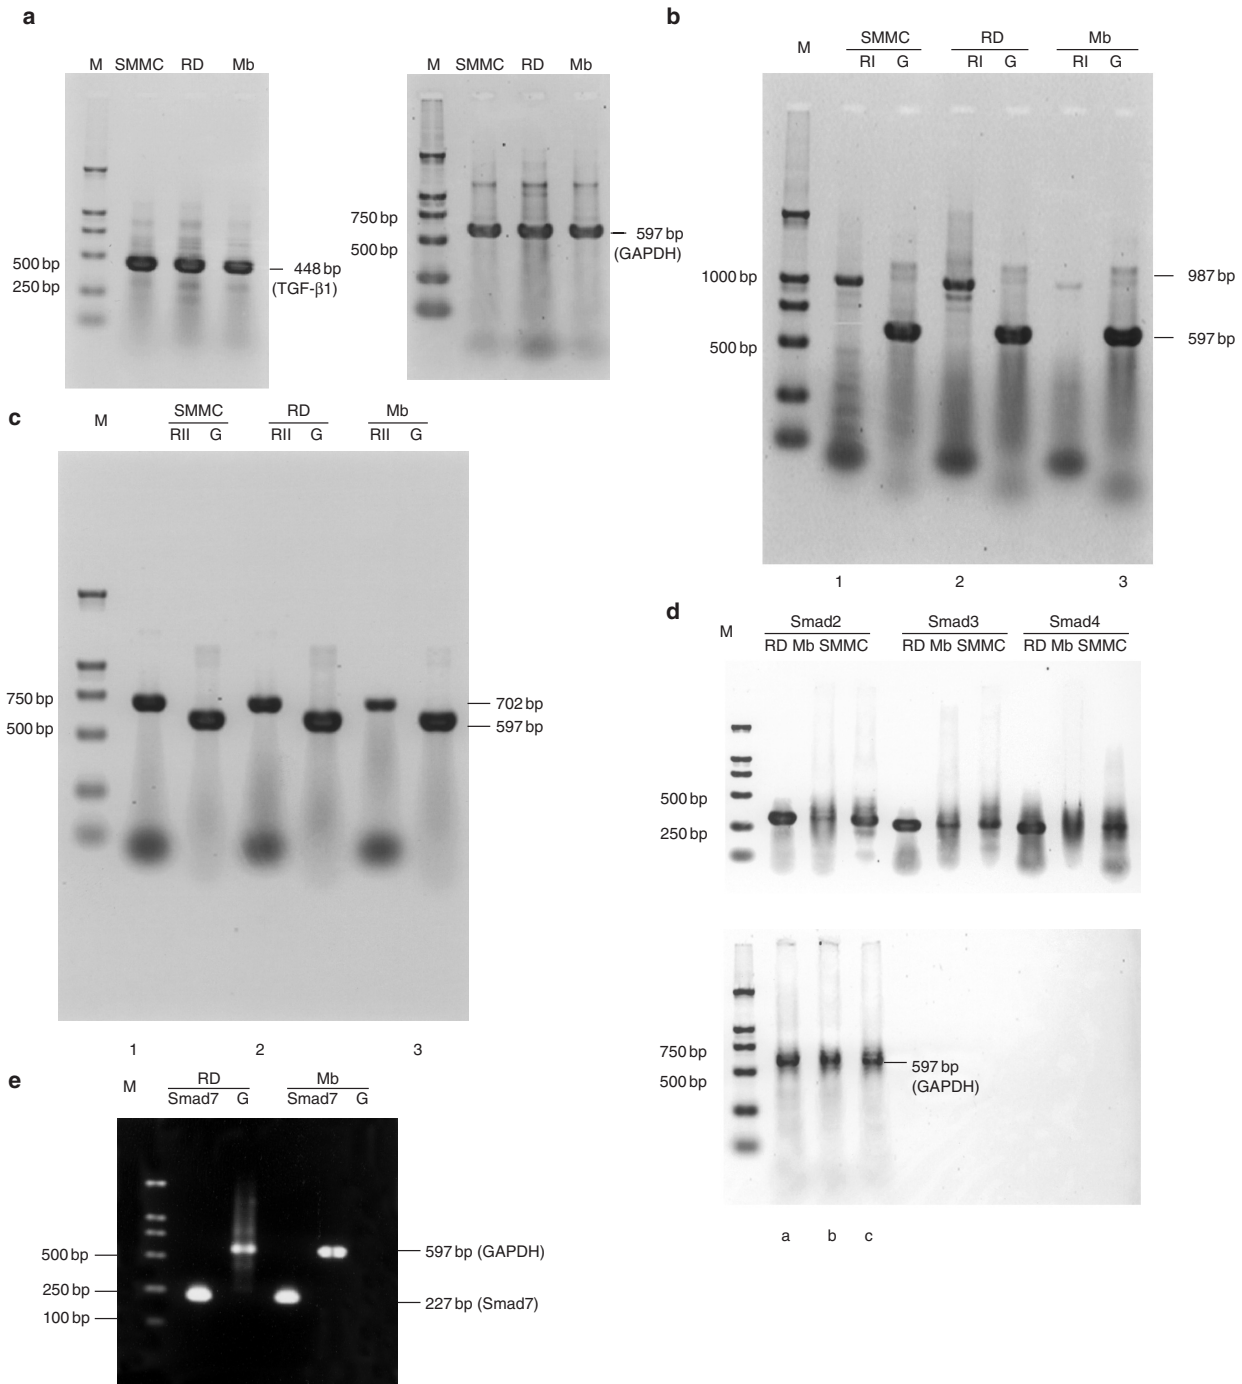 a
M SMMC RD Mb
500 bp
250 bp
448 bp
(TGF-β1)
M SMMC RD Mb
750 bp
500 bp
597 bp
(GAPDH)
b
M
SMMC RD Mb
RI G RI G RI G
1000 bp
500 bp
987 bp
597 bp
1 2 3
c
M
SMMC RD Mb
RII G RII G RII G
750 bp
500 bp
702 bp
597 bp
1 2 3
d
M
Smad2 Smad3 Smad4
RD Mb SMMC RD Mb SMMC RD Mb SMMC
500 bp
250 bp
750 bp
500 bp
597 bp
(GAPDH)
a b c
e
M
RD Mb
Smad7 G Smad7 G
500 bp
250 bp
100 bp
597 bp (GAPDH)
227 bp (Smad7)